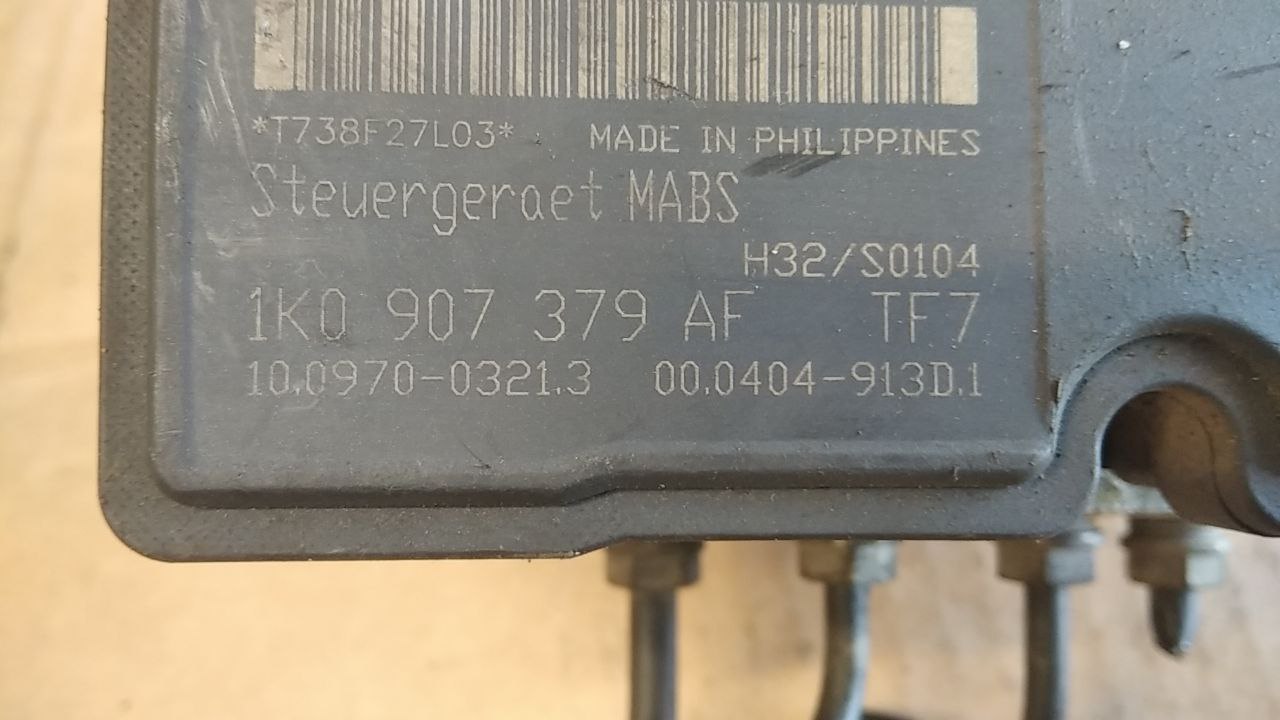 *T738F27L03* MADE IN PHILIPPINES
Steuergeraet MABS
H32/S0104
1K0 907 379 AF TF7
10.0970-0321.3 00.0404-913D.1